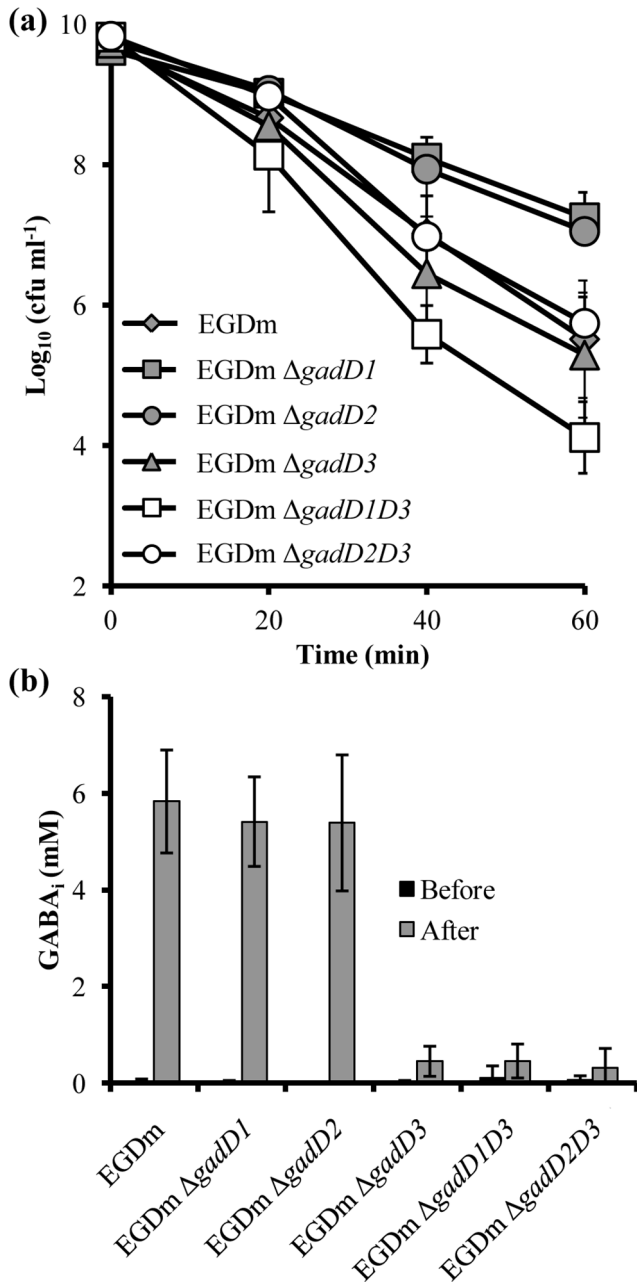 (a)
10
8
6
4
2
Log₁₀ (cfu ml⁻¹)
EGDm
EGDm ΔgadD1
EGDm ΔgadD2
EGDm ΔgadD3
EGDm ΔgadD1D3
EGDm ΔgadD2D3
0
20
40
60
Time (min)
(b)
8
6
4
2
0
GABAᵢ (mM)
Before
After
EGDm
EGDm ΔgadD1
EGDm ΔgadD2
EGDm ΔgadD3
EGDm ΔgadD1D3
EGDm ΔgadD2D3